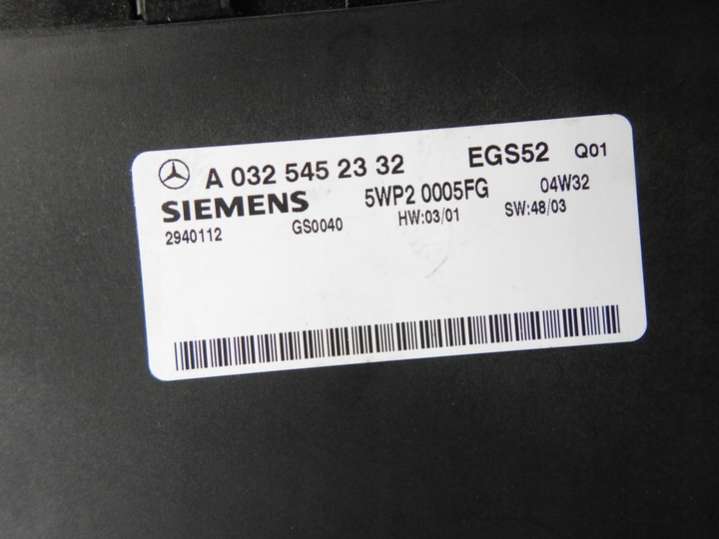 A 032 545 23 32 EGS52 Q01
SIEMENS 5WP2 0005FG 04W32
2940112 GS0040 HW:03/01 SW:48/03